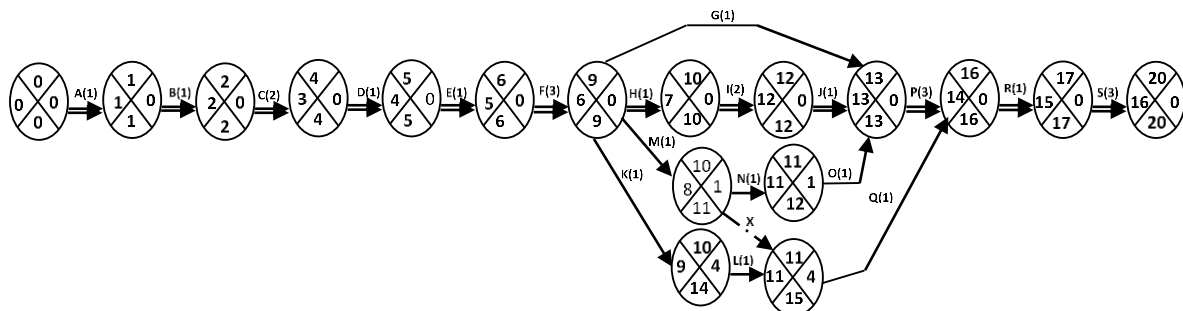 G(1)
0 1 2 4 5 6 9 10 12 13 16 17 20
A(1) B(1) C(2) D(1) E(1) F(3) H(1) I(2) J(1) P(3) R(1) S(3)
0 0 1 0 2 0 3 0 4 0 5 0 6 0 7 0 12 0 13 0 14 0 15 0 16 0
0 1 2 4 5 6 9 10 12 13 16 17 20
M(1)
10 11
K(1) N(1) O(1) Q(1)
8 1 11 1
11 12
X
10 11
9 4 L(1) 11 4
14 15